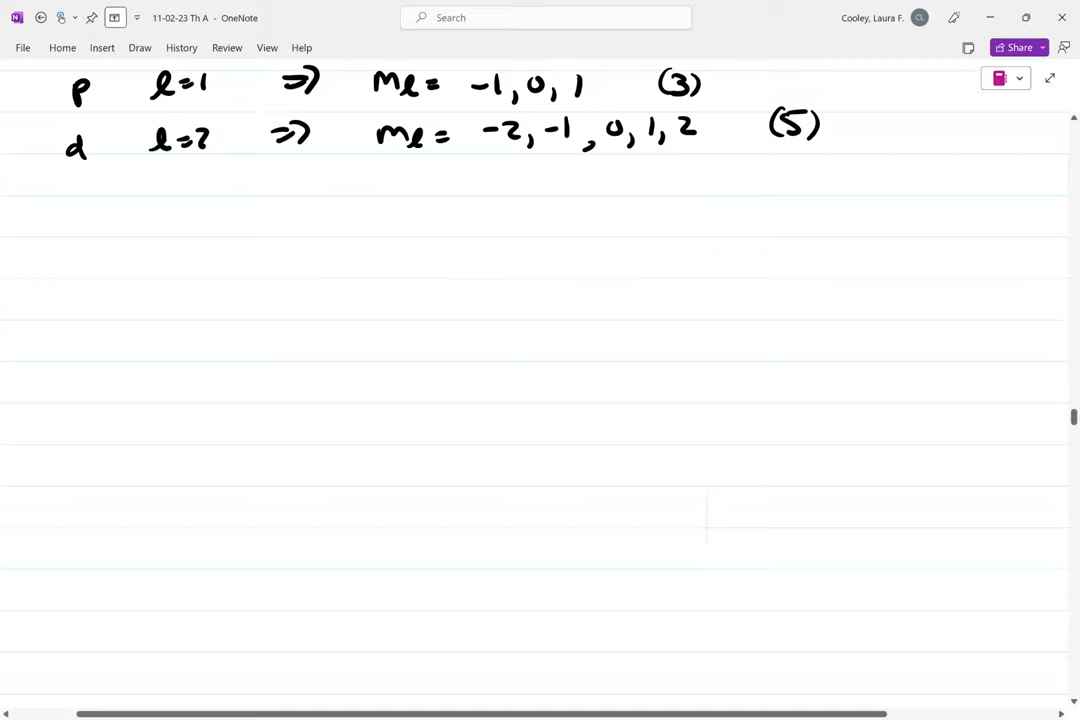 11-02-23 Th A - OneNote
Search
Cooley, Laura F.
CL
File Home Insert Draw History Review View Help
Share
p l=1 => ml= -1, 0, 1 (3)
d l=2 => ml= -2, -1, 0, 1, 2 (5)